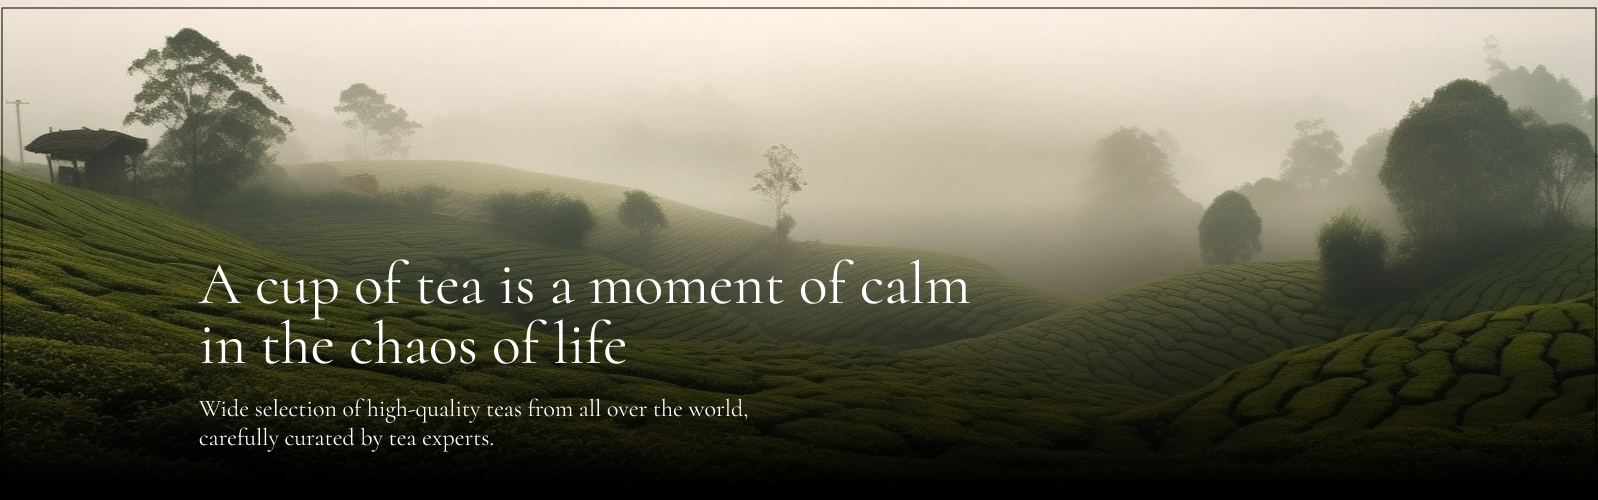 A cup of tea is a moment of calm
in the chaos of life
Wide selection of high-quality teas from all over the world,
carefully curated by tea experts.